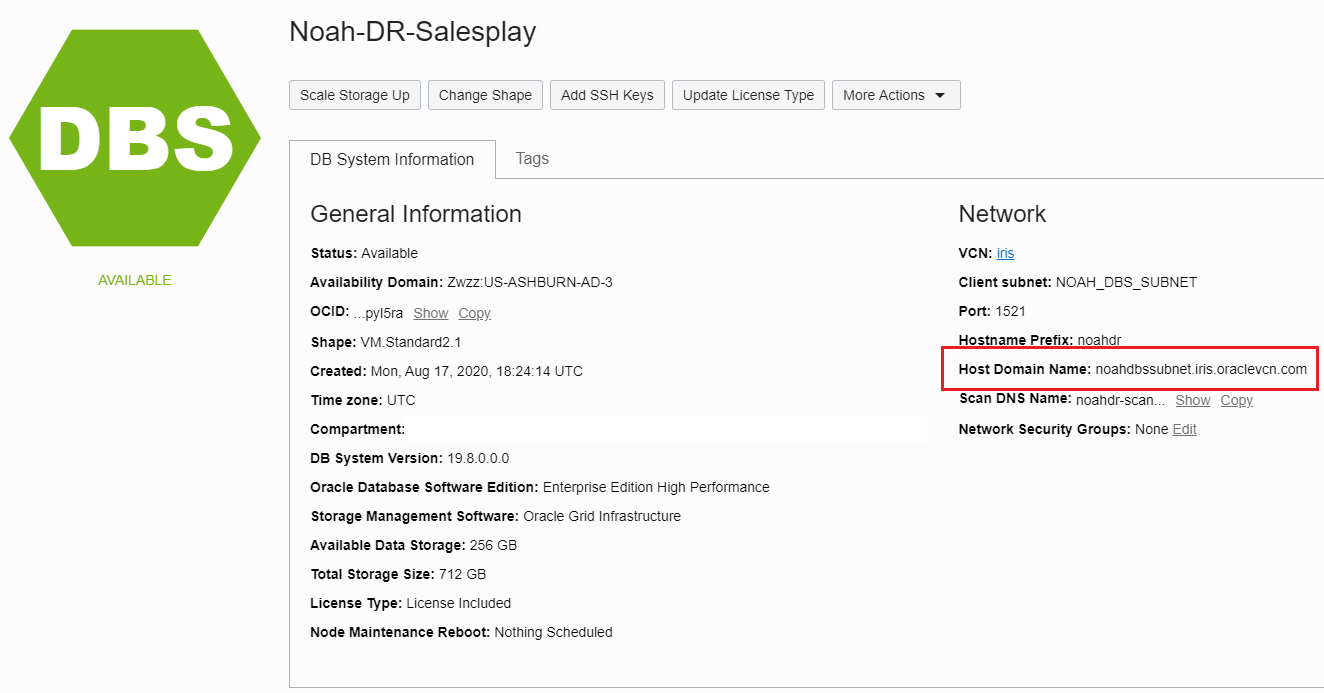 DBS
AVAILABLE
Noah-DR-Salesplay
Scale Storage Up
Change Shape
Add SSH Keys
Update License Type
More Actions
DB System Information
Tags
General Information
Status: Available
Availability Domain: Zwzz:US-ASHBURN-AD-3
OCID: ...pyl5ra Show Copy
Shape: VM.Standard2.1
Created: Mon, Aug 17, 2020, 18:24:14 UTC
Time zone: UTC
Compartment:
DB System Version: 19.8.0.0.0
Oracle Database Software Edition: Enterprise Edition High Performance
Storage Management Software: Oracle Grid Infrastructure
Available Data Storage: 256 GB
Total Storage Size: 712 GB
License Type: License Included
Node Maintenance Reboot: Nothing Scheduled
Network
VCN: iris
Client subnet: NOAH_DBS_SUBNET
Port: 1521
Hostname Prefix: noahdr
Host Domain Name: noahdbssubnet.iris.oraclevcn.com
Scan DNS Name: noahdr-scan... Show Copy
Network Security Groups: None Edit